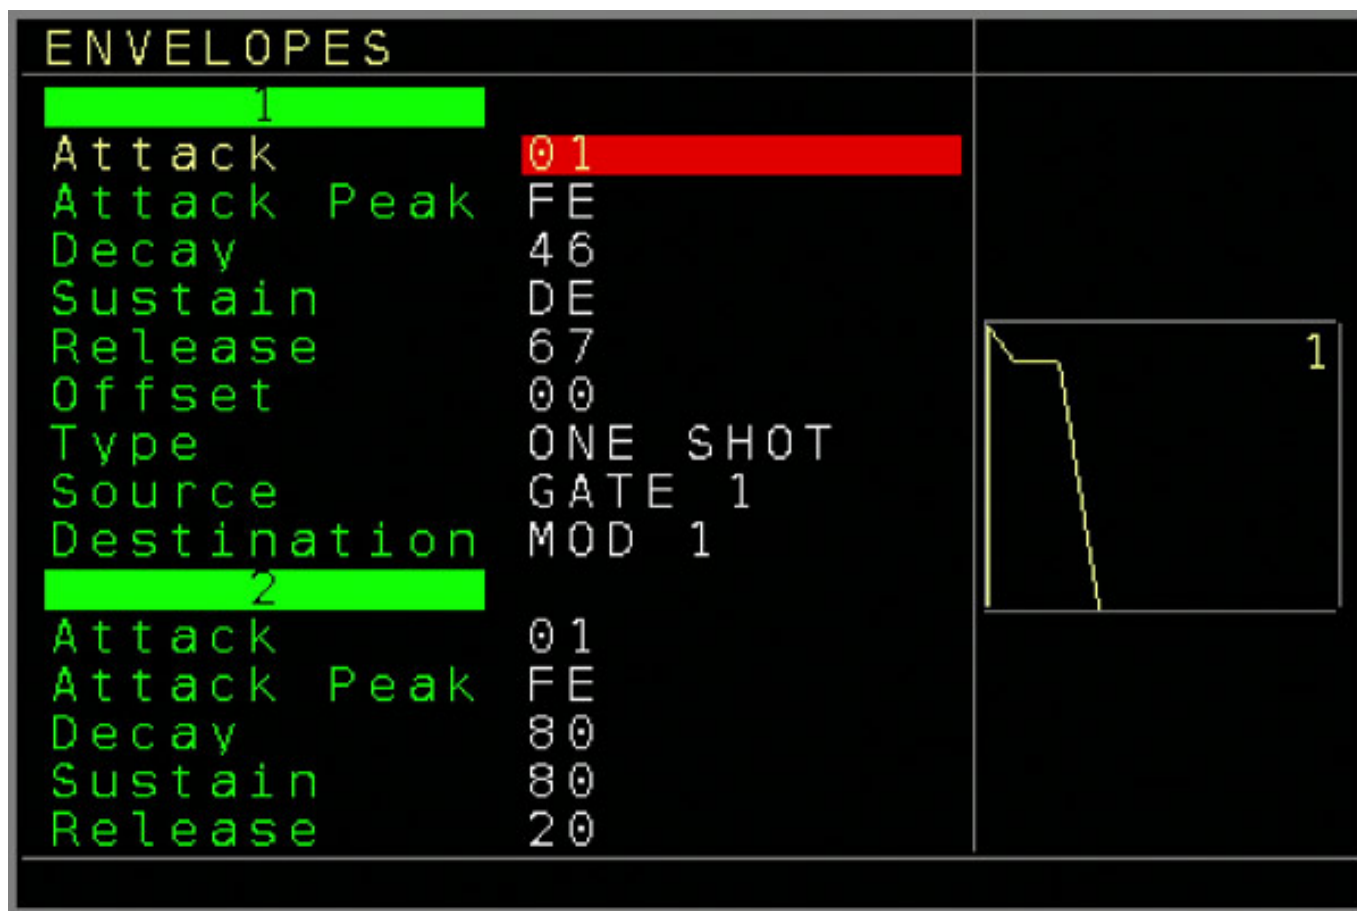 ENVELOPES
1
Attack 01
Attack Peak FE
Decay 46
Sustain DE
Release 67
Offset 00
Type ONE SHOT
Source GATE 1
Destination MOD 1
2
Attack 01
Attack Peak FE
Decay 80
Sustain 80
Release 20
1